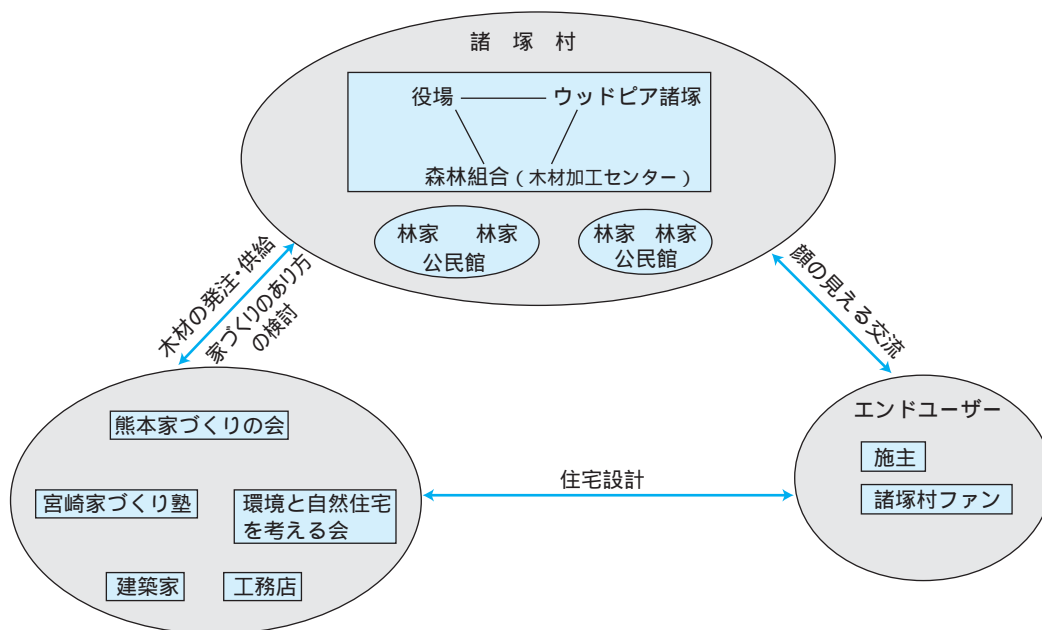 諸 塚 村
役場 ウッドピア諸塚
森林組合（木材加工センター）
林家 林家
公民館
林家 林家
公民館
木材の発注・供給
家づくりのあり方
の検討
顔の見える交流
熊本家づくりの会
宮崎家づくり塾
環境と自然住宅
を考える会
建築家
工務店
住宅設計
エンドユーザー
施主
諸塚村ファン